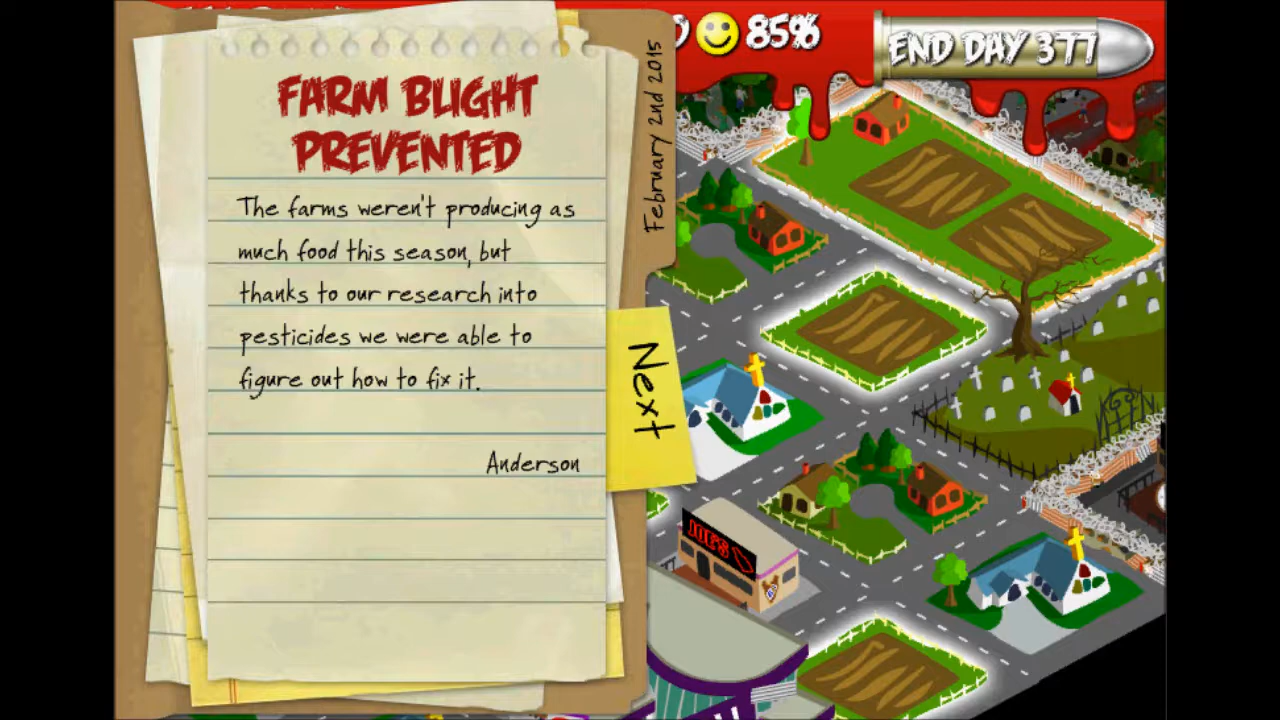 FARM BLIGHT
PREVENTED
The farms weren't producing as
much food this season, but
thanks to our research into
pesticides we were able to
figure out how to fix it.
Anderson
February 2nd 2015
Next
85%
END DAY 377
JOE'S